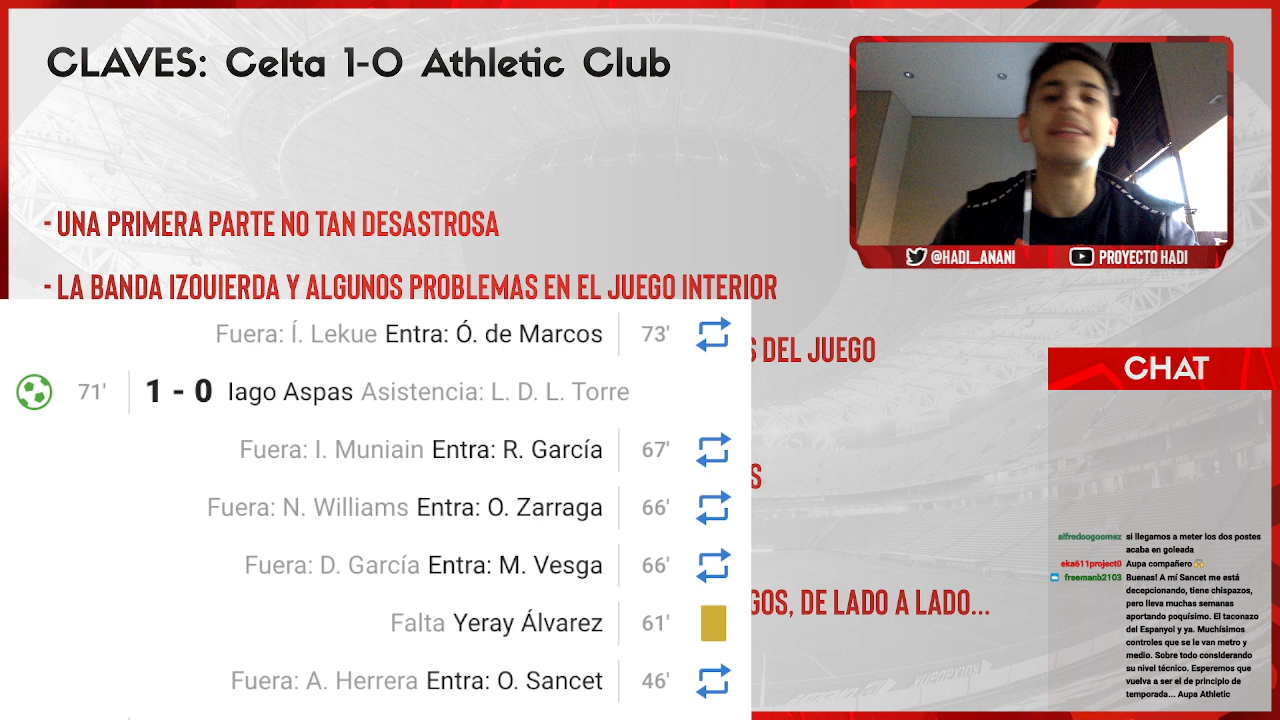 CLAVES: Celta 1-0 Athletic Club
@HADI_ANANI
PROYECTO HADI
- UNA PRIMERA PARTE NO TAN DESASTROSA
- LA BANDA IZQUIERDA Y ALGUNOS PROBLEMAS EN EL JUEGO INTERIOR
S DEL JUEGO
S
GOS, DE LADO A LADO...
Fuera: Í. Lekue Entra: Ó. de Marcos 73'
71' 1 - 0 Iago Aspas Asistencia: L. D. L. Torre
Fuera: I. Muniain Entra: R. García 67'
Fuera: N. Williams Entra: O. Zarraga 66'
Fuera: D. García Entra: M. Vesga 66'
Falta Yeray Álvarez 61'
Fuera: A. Herrera Entra: O. Sancet 46'
CHAT
alfredoogoomez si llegamos a meter los dos postes
acaba en goleada
eka611project0 Aupa compañero
freemanb2103 Buenas! A mí Sancet me está
decepcionando, tiene chispazos,
pero lleva muchas semanas
aportando poquísimo. El taconazo
del Espanyol y ya. Muchísimos
controles que se le van metro y
medio. Sobre todo considerando
su nivel técnico. Esperemos que
vuelva a ser el de principio de
temporada... Aupa Athletic